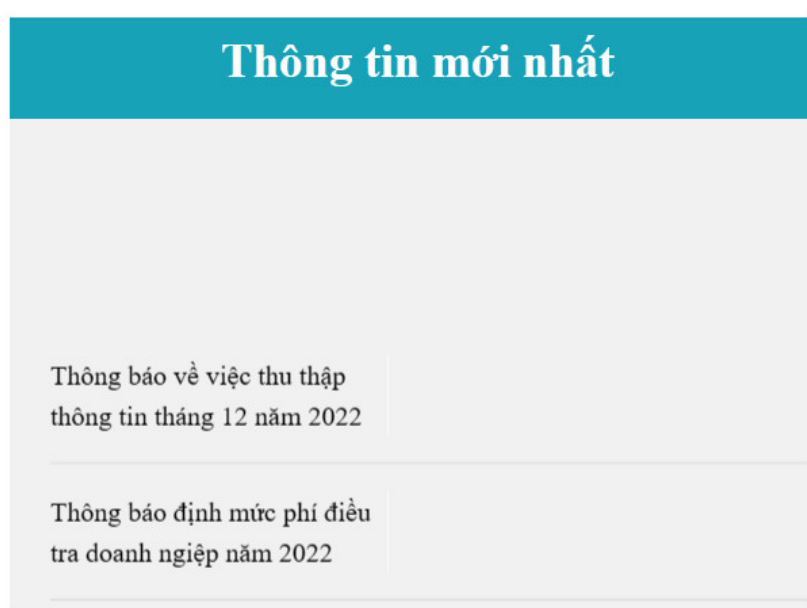 Thông tin mới nhất
Thông báo về việc thu thập
thông tin tháng 12 năm 2022
Thông báo định mức phí điều
tra doanh ngiệp năm 2022